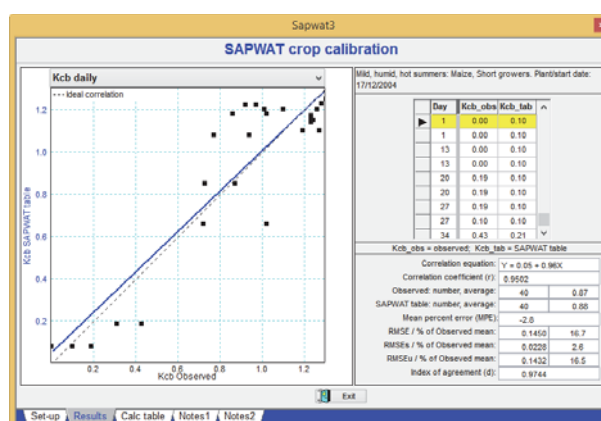 Sapwat3
SAPWAT crop calibration
Kcb daily
--- Ideal correlation
Kcb SAPWAT table
1.2
1.0
0.8
0.6
0.4
0.2
0.2 0.4 0.6 0.8 1.0 1.2
Kcb Observed
Mild, humid, hot summers: Maize, Short growers. Plant/start date:
17/12/2004
Day Kcb_obs Kcb_tab
1 0.00 0.10
1 0.00 0.10
13 0.00 0.10
13 0.00 0.10
20 0.19 0.10
20 0.19 0.10
27 0.19 0.10
27 0.10 0.10
34 0.43 0.21
Kcb_obs = observed; Kcb_tab = SAPWAT table
Correlation equation: Y = 0.05 + 0.96X
Correlation coefficient (r): 0.9502
Observed: number, average: 40 0.87
SAPWAT table: number, average: 40 0.88
Mean percent error (MPE): -2.8
RMSE / % of Observed mean: 0.1450 16.7
RMSEs / % of Observed mean: 0.0228 2.6
RMSEu / % of Observed mean: 0.1432 16.5
Index of agreement (d): 0.9744
Exit
Set-up Results Calc table Notes1 Notes2